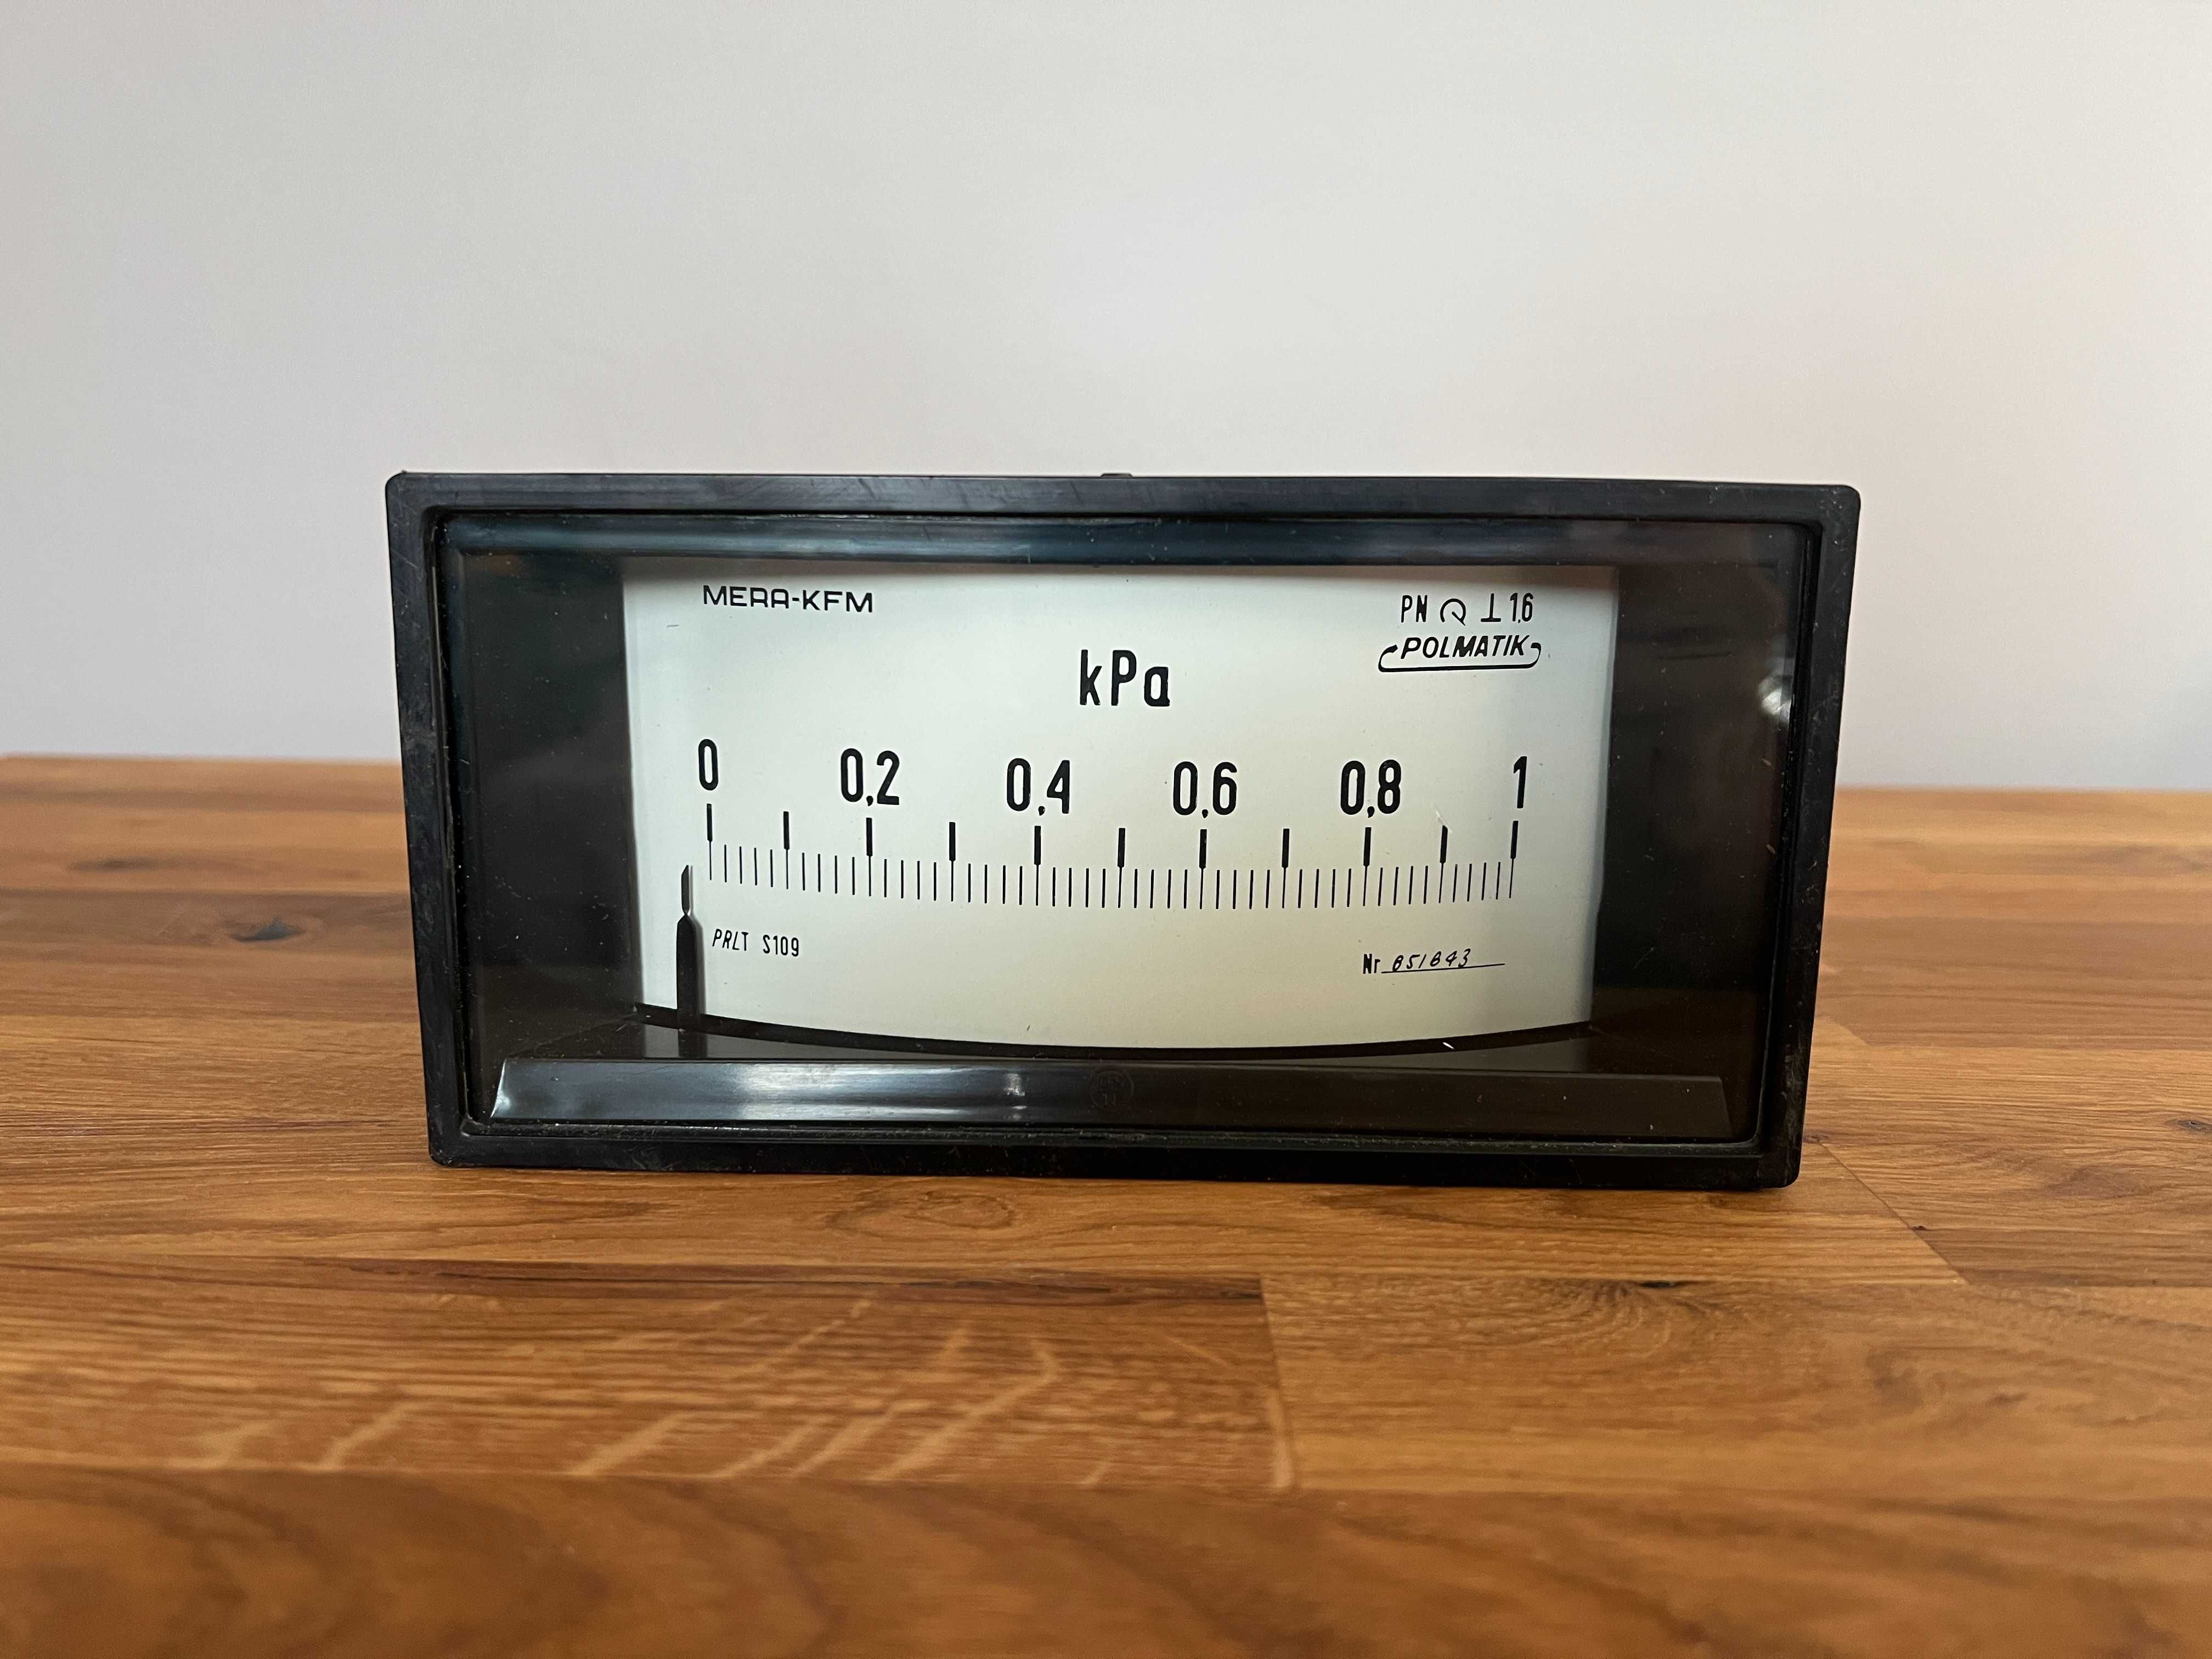 MERA-KFM
PN ⊥ 1,6
POLMATIK
kPa
0 0,2 0,4 0,6 0,8 1
PRLT S109
Nr 851843